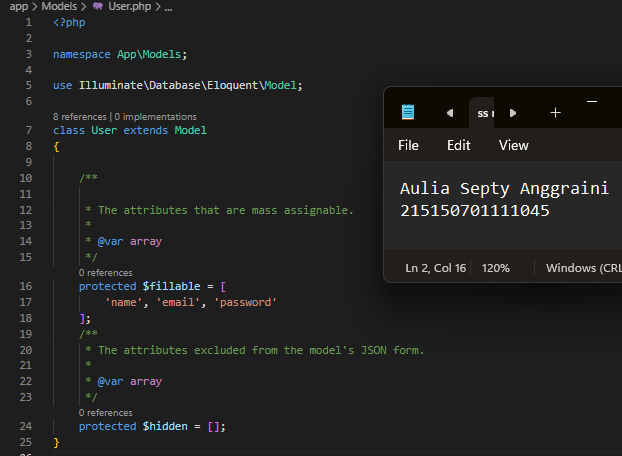 app > Models > User.php > ...
1 <?php
2
3 namespace App\Models;
4
5 use Illuminate\Database\Eloquent\Model;
6
8 references | 0 implementations
7 class User extends Model
8 {
9
10 /**
11
12 * The attributes that are mass assignable.
13 *
14 * @var array
15 */
0 references
16 protected $fillable = [
17 'name', 'email', 'password'
18 ];
19 /**
20 * The attributes excluded from the model's JSON form.
21 *
22 * @var array
23 */
0 references
24 protected $hidden = [];
25 }
ss
File Edit View
Aulia Septy Anggraini
215150701111045
Ln 2, Col 16 120% Windows (CRL